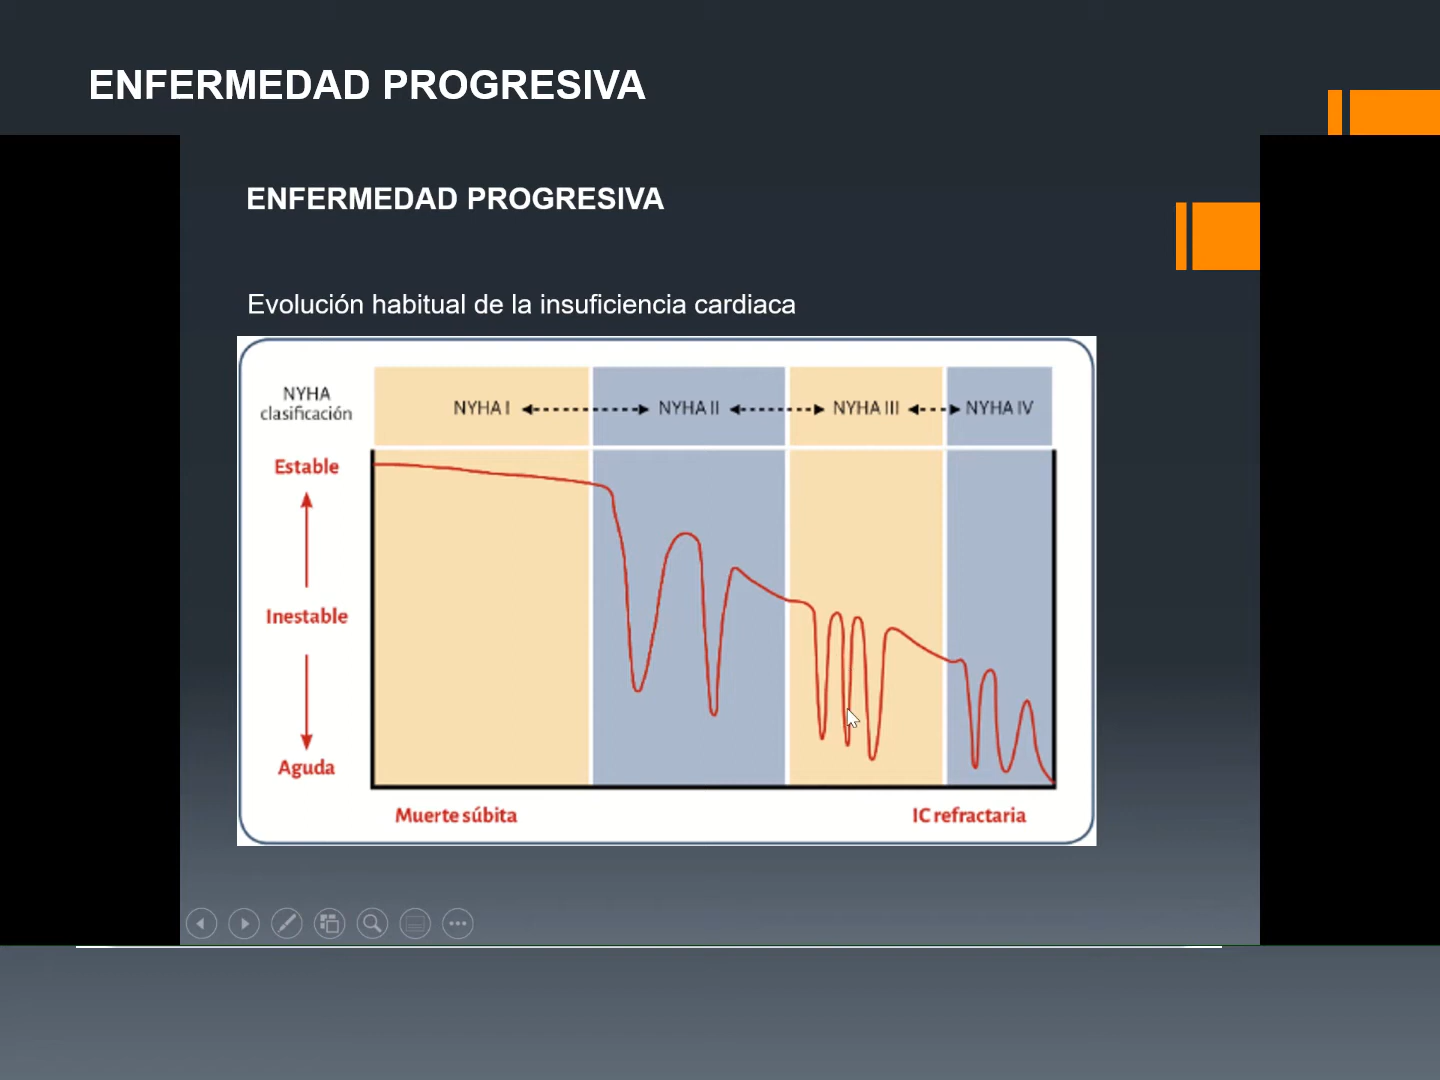 ENFERMEDAD PROGRESIVA
ENFERMEDAD PROGRESIVA
Evolución habitual de la insuficiencia cardiaca
NYHA
clasificación
NYHA I
NYHA II
NYHA III
NYHA IV
Estable
Inestable
Aguda
Muerte súbita
IC refractaria